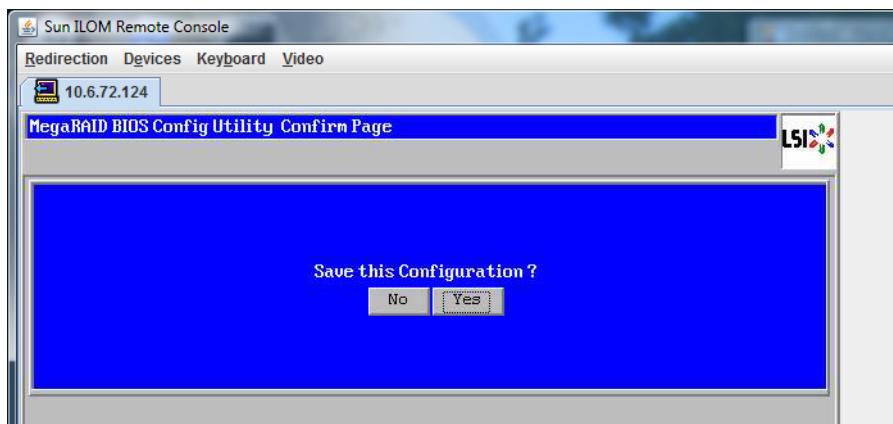 Sun ILOM Remote Console
Redirection Devices Keyboard Video
10.6.72.124
MegaRAID BIOS Config Utility Confirm Page
LSI
Save this Configuration ?
No Yes